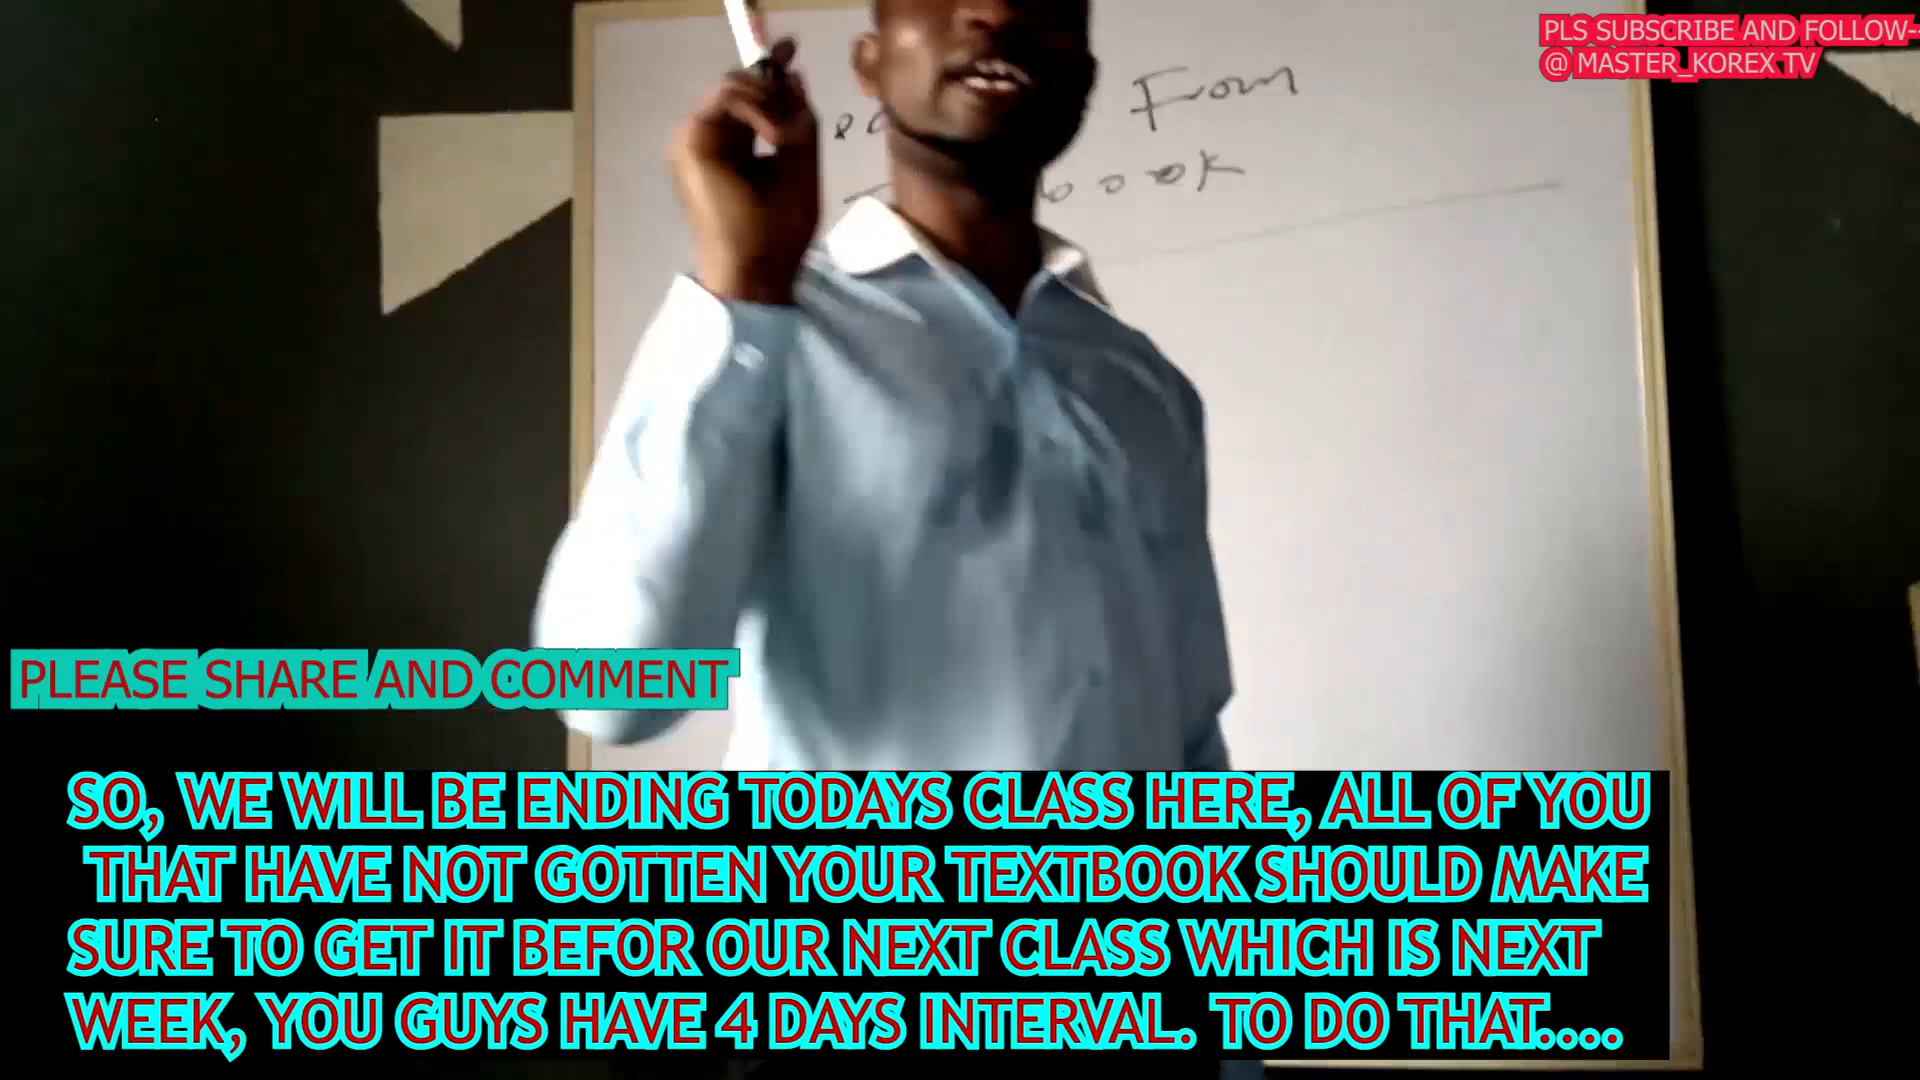 PLS SUBSCRIBE AND FOLLOW--
@ MASTER_KOREX TV
From
PLEASE SHARE AND COMMENT
SO, WE WILL BE ENDING TODAYS CLASS HERE, ALL OF YOU
THAT HAVE NOT GOTTEN YOUR TEXTBOOK SHOULD MAKE
SURE TO GET IT BEFOR OUR NEXT CLASS WHICH IS NEXT
WEEK, YOU GUYS HAVE 4 DAYS INTERVAL. TO DO THAT....